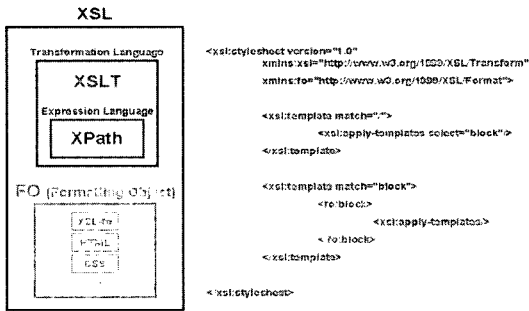 XSL
Transformation Language
XSLT
Expression Language
XPath
FO (Formatting Object)
XSL-fo
HTML
CSS
<xsl:stylesheet version="1.0"
xmlns:xsl="http://www.w3.org/1999/XSL/Transform"
xmlns:fo="http://www.w3.org/1999/XSL/Format">
<xsl:template match="/">
<xsl:apply-templates select="block"/>
</xsl:template>
<xsl:template match="block">
<fo:block>
<xsl:apply-templates/>
</fo:block>
</xsl:template>
</xsl:stylesheet>